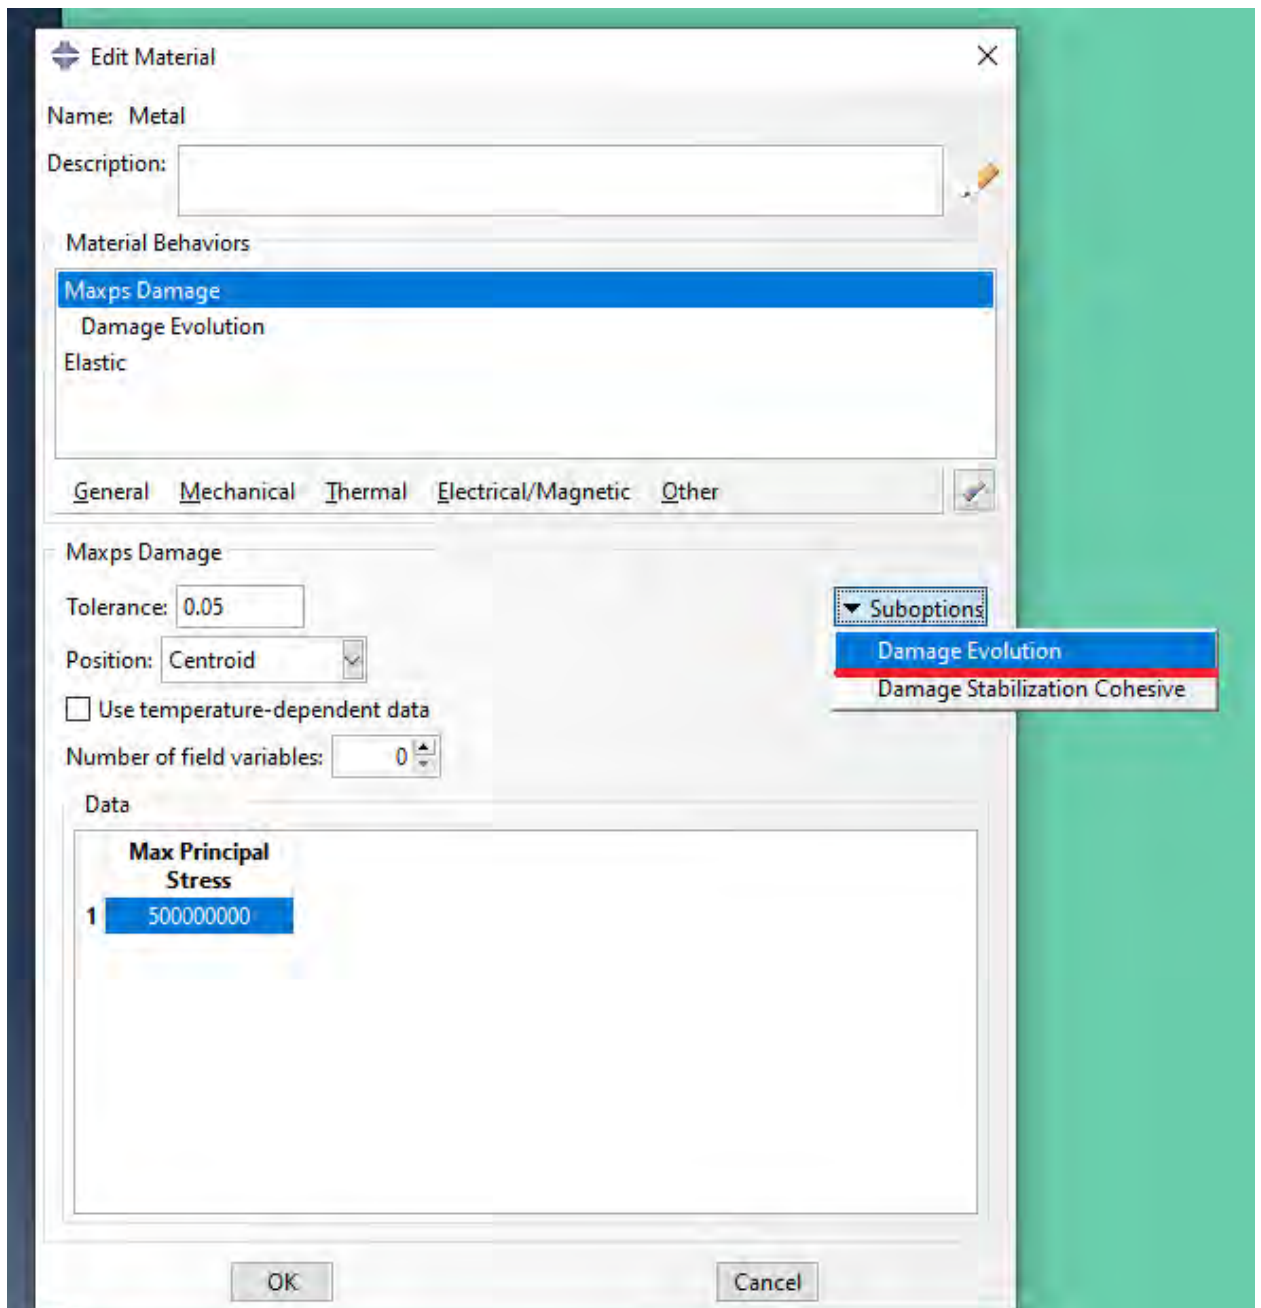 Edit Material
Name: Metal
Description:
Material Behaviors
Maxps Damage
Damage Evolution
Elastic
General Mechanical Thermal Electrical/Magnetic Other
Maxps Damage
Tolerance: 0.05
Suboptions
Damage Evolution
Damage Stabilization Cohesive
Position: Centroid
Use temperature-dependent data
Number of field variables: 0
Data
Max Principal
Stress
1 500000000
OK Cancel